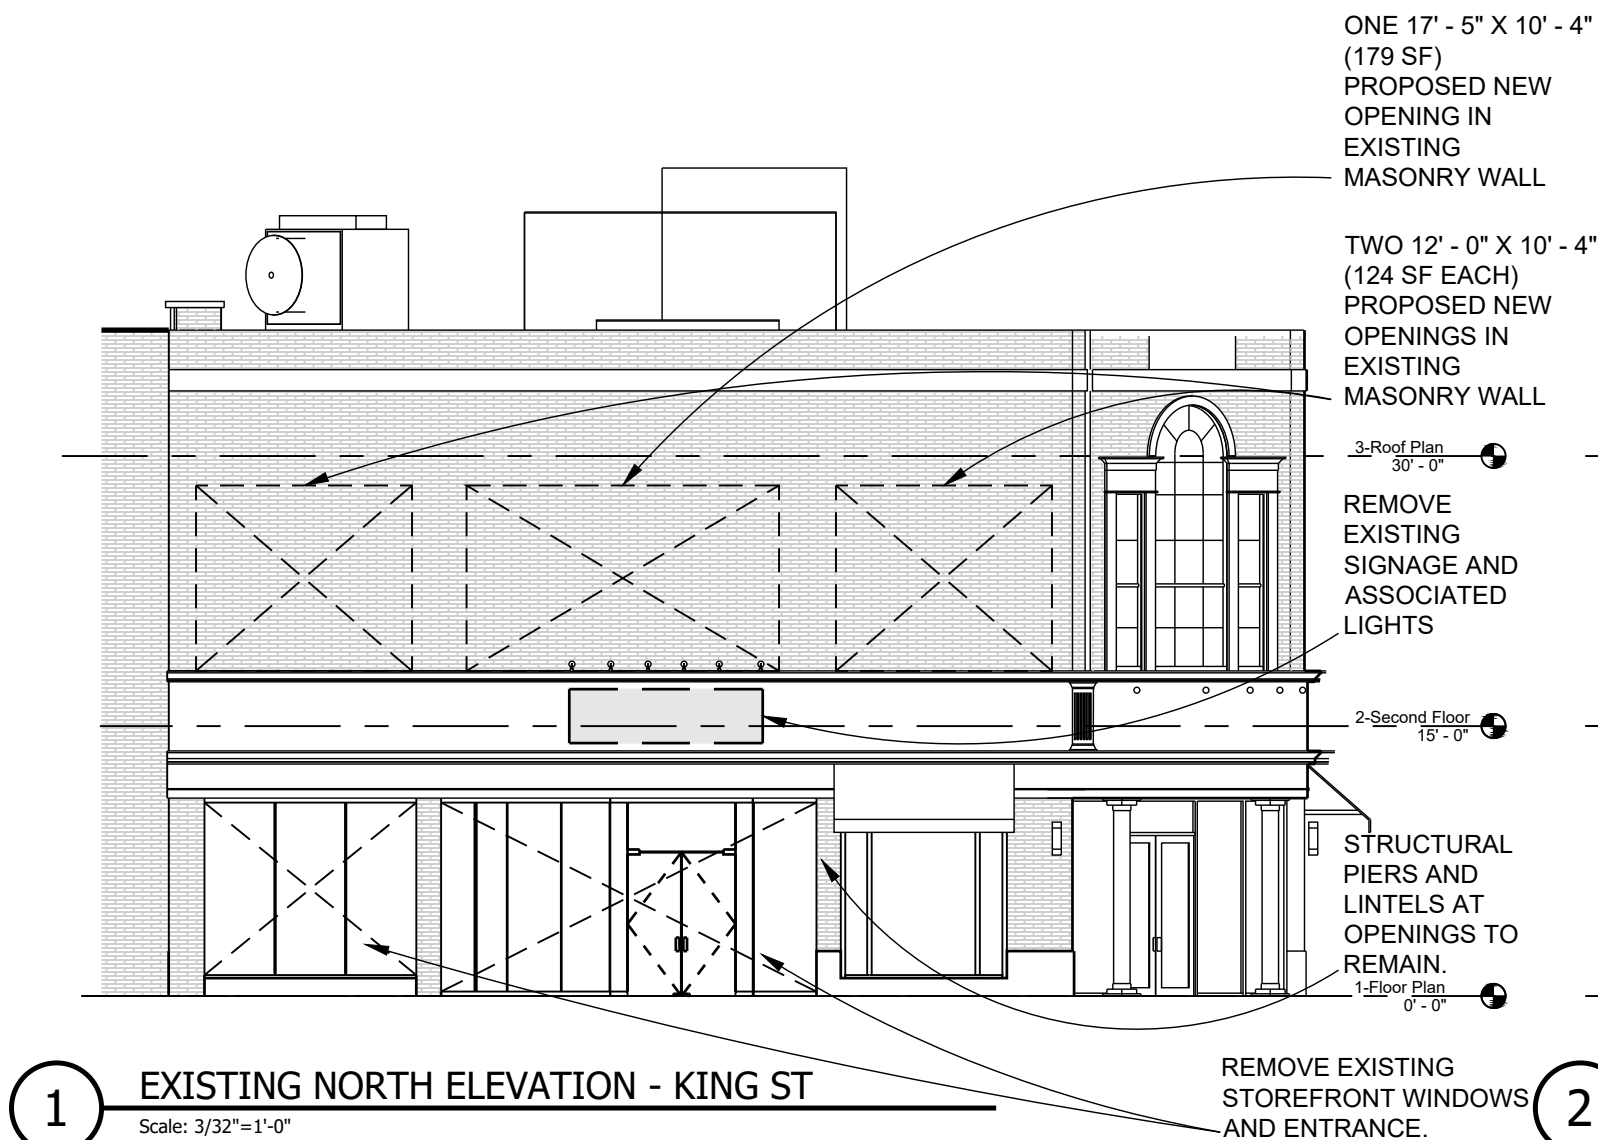 ONE 17' - 5" X 10' - 4"
(179 SF)
PROPOSED NEW
OPENING IN
EXISTING
MASONRY WALL
TWO 12' - 0" X 10' - 4"
(124 SF EACH)
PROPOSED NEW
OPENINGS IN
EXISTING
MASONRY WALL
3-Roof Plan
30' - 0"
REMOVE
EXISTING
SIGNAGE AND
ASSOCIATED
LIGHTS
2-Second Floor
15' - 0"
STRUCTURAL
PIERS AND
LINTELS AT
OPENINGS TO
REMAIN.
1-Floor Plan
0' - 0"
REMOVE EXISTING
STOREFRONT WINDOWS
AND ENTRANCE.
1
EXISTING NORTH ELEVATION - KING ST
Scale: 3/32"=1'-0"
2